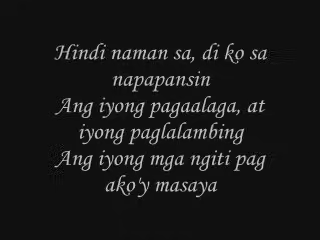 Hindi naman sa, di ko sa
napapansin
Ang iyong pagaalaga, at
iyong paglalambing
Ang iyong mga ngiti pag
ako'y masaya